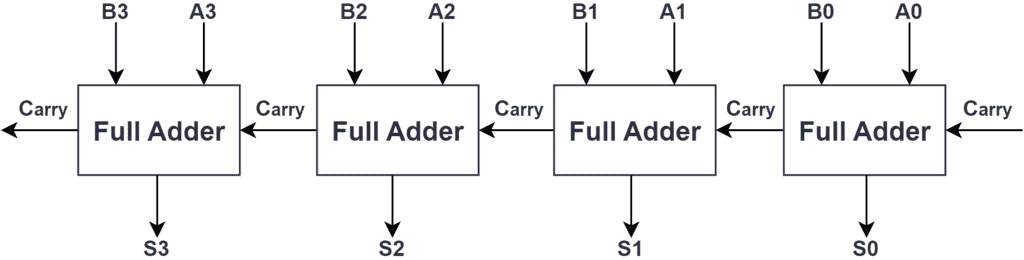 B3 A3 B2 A2 B1 A1 B0 A0
Carry Carry Carry Carry Carry
Full Adder Full Adder Full Adder Full Adder
S3 S2 S1 S0